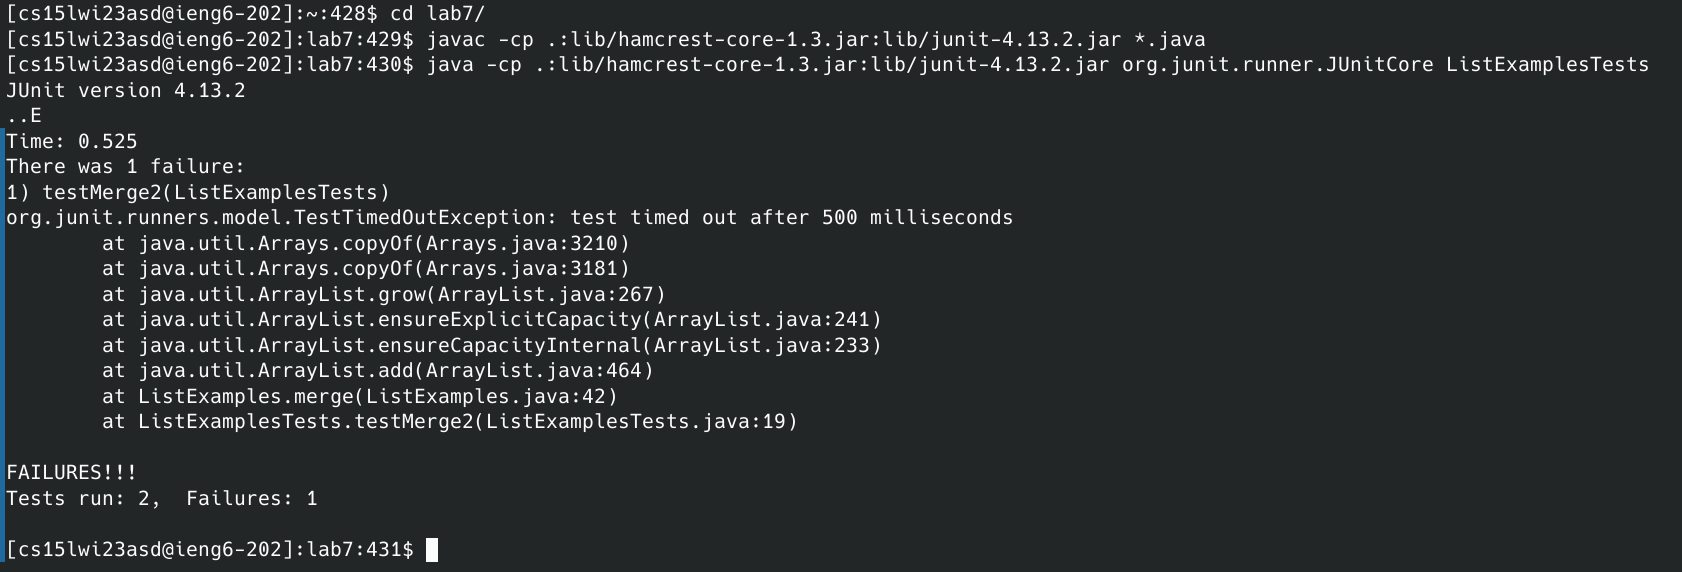 [cs15lwi23asd@ieng6-202]:~:428$ cd lab7/
[cs15lwi23asd@ieng6-202]:lab7:429$ javac -cp .:lib/hamcrest-core-1.3.jar:lib/junit-4.13.2.jar *.java
[cs15lwi23asd@ieng6-202]:lab7:430$ java -cp .:lib/hamcrest-core-1.3.jar:lib/junit-4.13.2.jar org.junit.runner.JUnitCore ListExamplesTests
JUnit version 4.13.2
..E
Time: 0.525
There was 1 failure:
1) testMerge2(ListExamplesTests)
org.junit.runners.model.TestTimedOutException: test timed out after 500 milliseconds
        at java.util.Arrays.copyOf(Arrays.java:3210)
        at java.util.Arrays.copyOf(Arrays.java:3181)
        at java.util.ArrayList.grow(ArrayList.java:267)
        at java.util.ArrayList.ensureExplicitCapacity(ArrayList.java:241)
        at java.util.ArrayList.ensureCapacityInternal(ArrayList.java:233)
        at java.util.ArrayList.add(ArrayList.java:464)
        at ListExamples.merge(ListExamples.java:42)
        at ListExamplesTests.testMerge2(ListExamplesTests.java:19)

FAILURES!!!
Tests run: 2,  Failures: 1

[cs15lwi23asd@ieng6-202]:lab7:431$